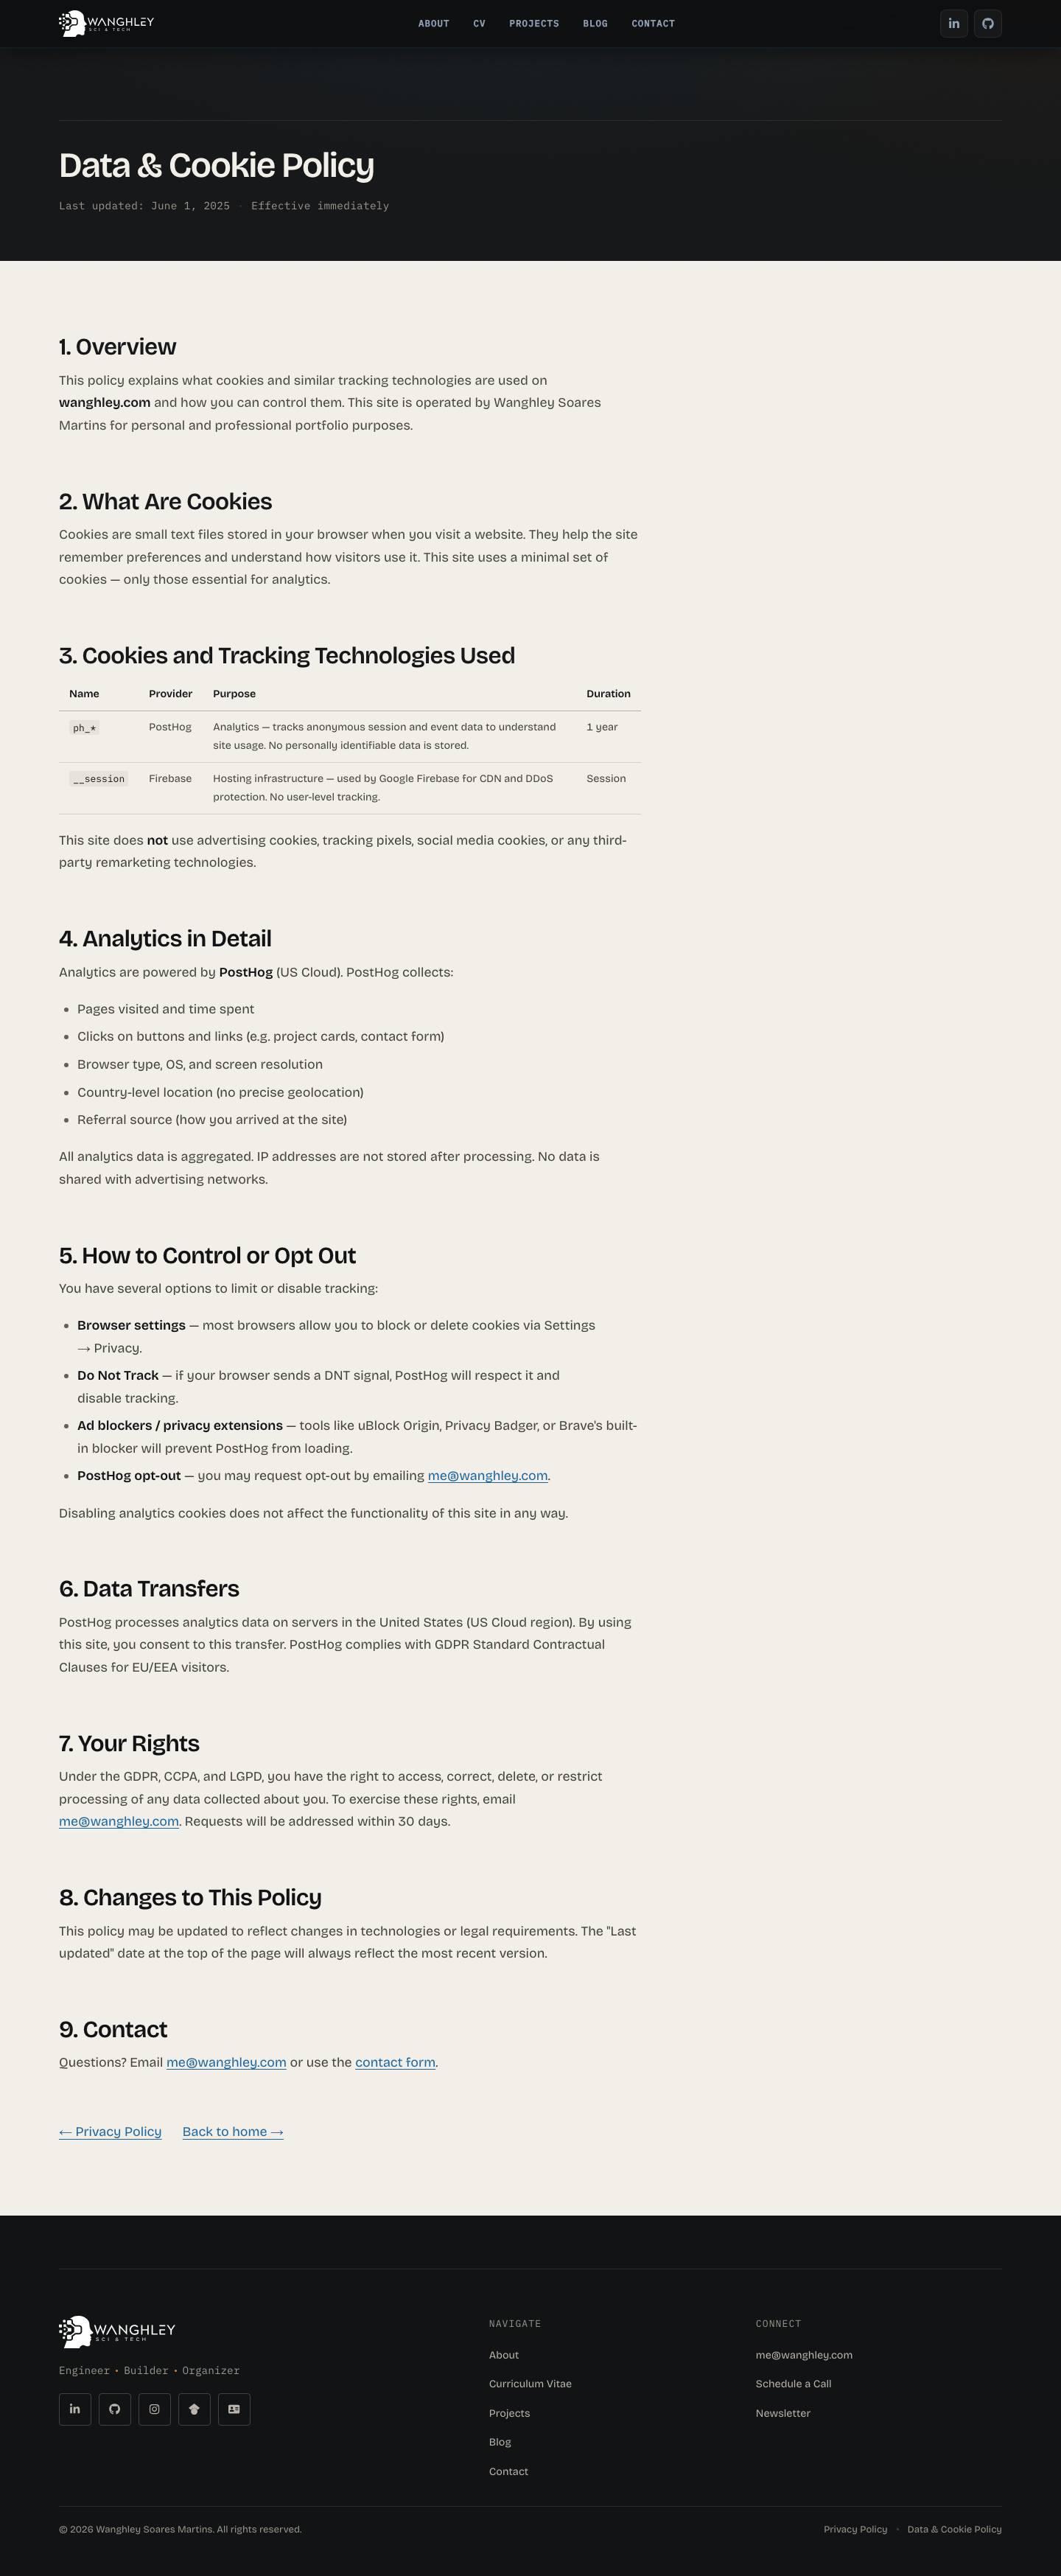 WANGHLEY
SCI & TECH
ABOUT
CV
PROJECTS
BLOG
CONTACT
Data & Cookie Policy
Last updated: June 1, 2025 · Effective immediately
1. Overview
This policy explains what cookies and similar tracking technologies are used on
wanghley.com and how you can control them. This site is operated by Wanghley Soares
Martins for personal and professional portfolio purposes.
2. What Are Cookies
Cookies are small text files stored in your browser when you visit a website. They help the site
remember preferences and understand how visitors use it. This site uses a minimal set of
cookies — only those essential for analytics.
3. Cookies and Tracking Technologies Used
Name Provider Purpose Duration
ph_* PostHog Analytics — tracks anonymous session and event data to understand 1 year
site usage. No personally identifiable data is stored.
__session Firebase Hosting infrastructure — used by Google Firebase for CDN and DDoS Session
protection. No user-level tracking.
This site does not use advertising cookies, tracking pixels, social media cookies, or any third-
party remarketing technologies.
4. Analytics in Detail
Analytics are powered by PostHog (US Cloud). PostHog collects:
• Pages visited and time spent
• Clicks on buttons and links (e.g. project cards, contact form)
• Browser type, OS, and screen resolution
• Country-level location (no precise geolocation)
• Referral source (how you arrived at the site)
All analytics data is aggregated. IP addresses are not stored after processing. No data is
shared with advertising networks.
5. How to Control or Opt Out
You have several options to limit or disable tracking:
• Browser settings — most browsers allow you to block or delete cookies via Settings
→ Privacy.
• Do Not Track — if your browser sends a DNT signal, PostHog will respect it and
disable tracking.
• Ad blockers / privacy extensions — tools like uBlock Origin, Privacy Badger, or Brave's built-
in blocker will prevent PostHog from loading.
• PostHog opt-out — you may request opt-out by emailing me@wanghley.com.
Disabling analytics cookies does not affect the functionality of this site in any way.
6. Data Transfers
PostHog processes analytics data on servers in the United States (US Cloud region). By using
this site, you consent to this transfer. PostHog complies with GDPR Standard Contractual
Clauses for EU/EEA visitors.
7. Your Rights
Under the GDPR, CCPA, and LGPD, you have the right to access, correct, delete, or restrict
processing of any data collected about you. To exercise these rights, email
me@wanghley.com. Requests will be addressed within 30 days.
8. Changes to This Policy
This policy may be updated to reflect changes in technologies or legal requirements. The "Last
updated" date at the top of the page will always reflect the most recent version.
9. Contact
Questions? Email me@wanghley.com or use the contact form.
← Privacy Policy
Back to home →
WANGHLEY
SCI & TECH
Engineer • Builder • Organizer
NAVIGATE
About
Curriculum Vitae
Projects
Blog
Contact
CONNECT
me@wanghley.com
Schedule a Call
Newsletter
© 2026 Wanghley Soares Martins. All rights reserved.
Privacy Policy · Data & Cookie Policy